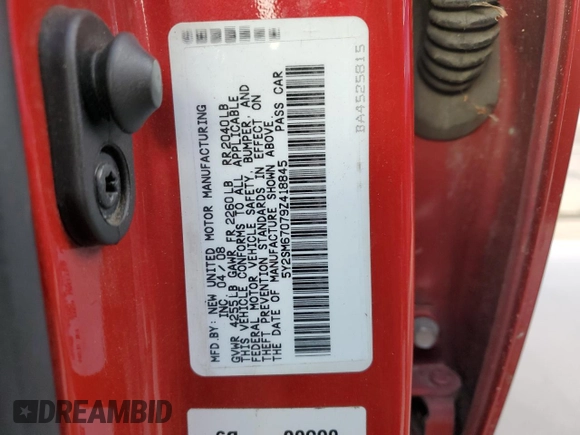 MFD.BY: NEW UNITED MOTOR MANUFACTURING
INC. 04/08
GVWR 4255LB GAWR FR 2260LB RR2040LB
THIS VEHICLE CONFORMS TO ALL APPLICABLE
FEDERAL MOTOR VEHICLE SAFETY, BUMPER, AND
THEFT PREVENTION STANDARDS IN EFFECT ON
THE DATE OF MANUFACTURE SHOWN ABOVE.
5Y2SM67079Z418845 PASS CAR
BA4525815
DREAMBID